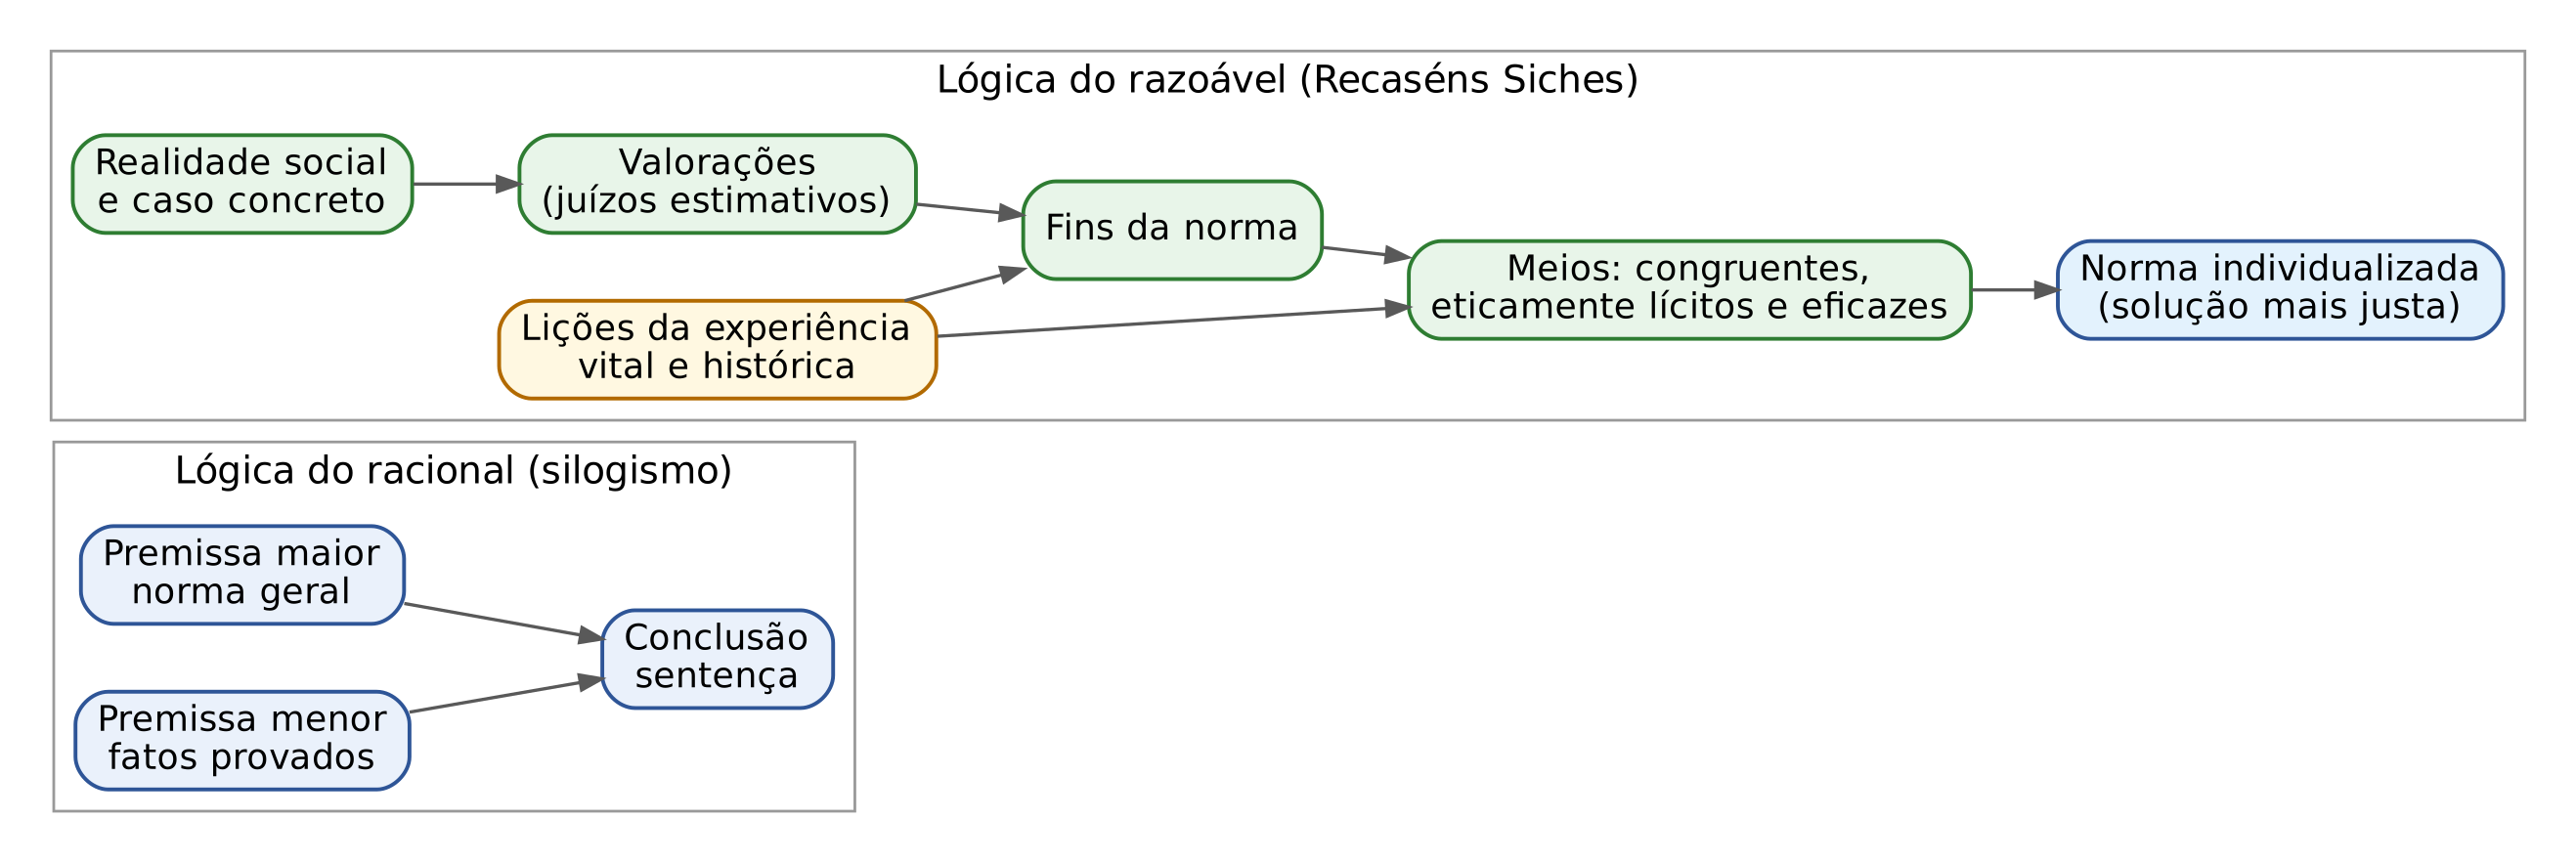 Lógica do razoável (Recaséns Siches)
Realidade social
e caso concreto
Valorações
(juízos estimativos)
Fins da norma
Lições da experiência
vital e histórica
Meios: congruentes,
eticamente lícitos e eficazes
Norma individualizada
(solução mais justa)
Lógica do racional (silogismo)
Premissa maior
norma geral
Premissa menor
fatos provados
Conclusão
sentença